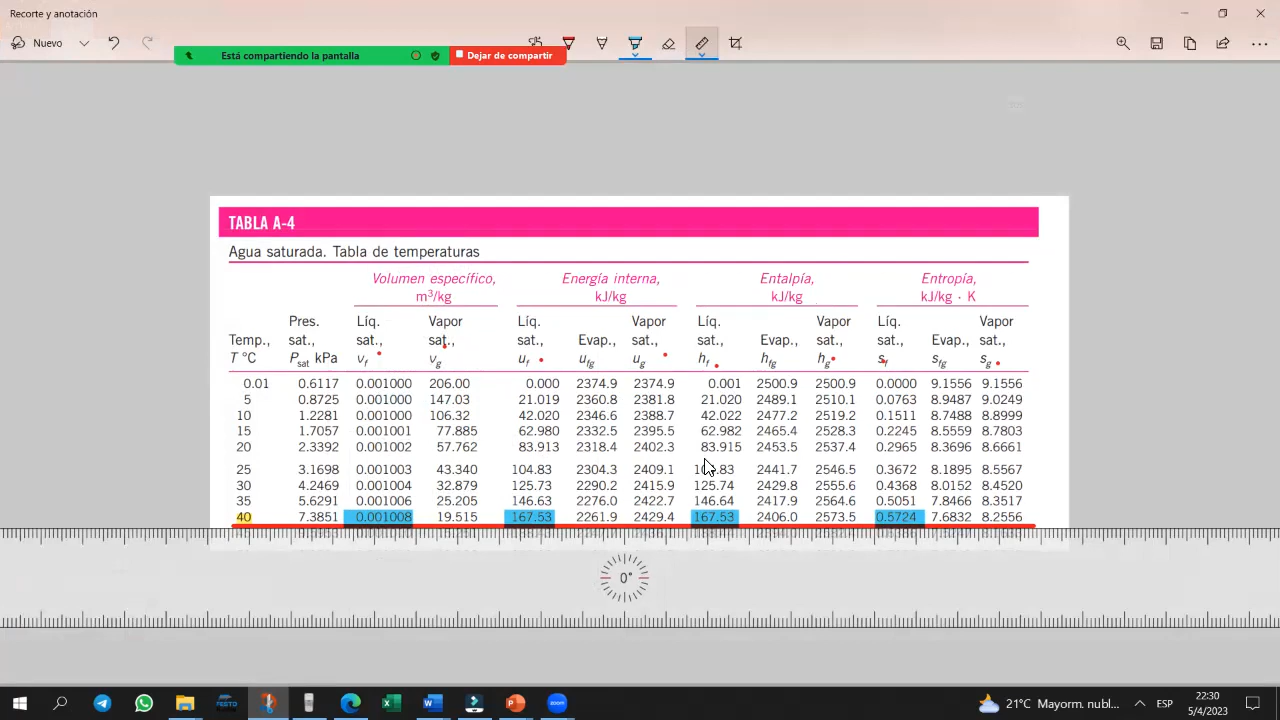 Recorte y anotación
Nuevo
Está compartiendo la pantalla
Dejar de compartir
TABLA A-4
Agua saturada. Tabla de temperaturas
Volumen específico, Energía interna, Entalpía, Entropía,
m³/kg kJ/kg kJ/kg kJ/kg · K
Pres. Líq. Vapor Líq. Vapor Líq. Vapor Líq. Vapor
Temp., sat., sat., sat., sat., Evap., sat., sat., Evap., sat., sat., Evap., sat.,
T °C Psat kPa vf vg uf ufg ug hf hfg hg sf sfg sg
0.01 0.6117 0.001000 206.00 0.000 2374.9 2374.9 0.001 2500.9 2500.9 0.0000 9.1556 9.1556
5 0.8725 0.001000 147.03 21.019 2360.8 2381.8 21.020 2489.1 2510.1 0.0763 8.9487 9.0249
10 1.2281 0.001000 106.32 42.020 2346.6 2388.7 42.022 2477.2 2519.2 0.1511 8.7488 8.8999
15 1.7057 0.001001 77.885 62.980 2332.5 2395.5 62.982 2465.4 2528.3 0.2245 8.5559 8.7803
20 2.3392 0.001002 57.762 83.913 2318.4 2402.3 83.915 2453.5 2537.4 0.2965 8.3696 8.6661
25 3.1698 0.001003 43.340 104.83 2304.3 2409.1 2441.7 2546.5 0.3672 8.1895 8.5567
30 4.2469 0.001004 32.879 125.73 2290.2 2415.9 125.74 2429.8 2555.6 0.4368 8.0152 8.4520
35 5.6291 0.001006 25.205 146.63 2276.0 2422.7 146.64 2417.9 2564.6 0.5051 7.8466 8.3517
40 7.3851 0.001008 19.515 167.53 2261.9 2429.4 167.53 2406.0 2573.5 0.5724 7.6832 8.2556
0°
FESTO
zoom
21°C Mayorm. nubl...
ESP
22:30
5/4/2023